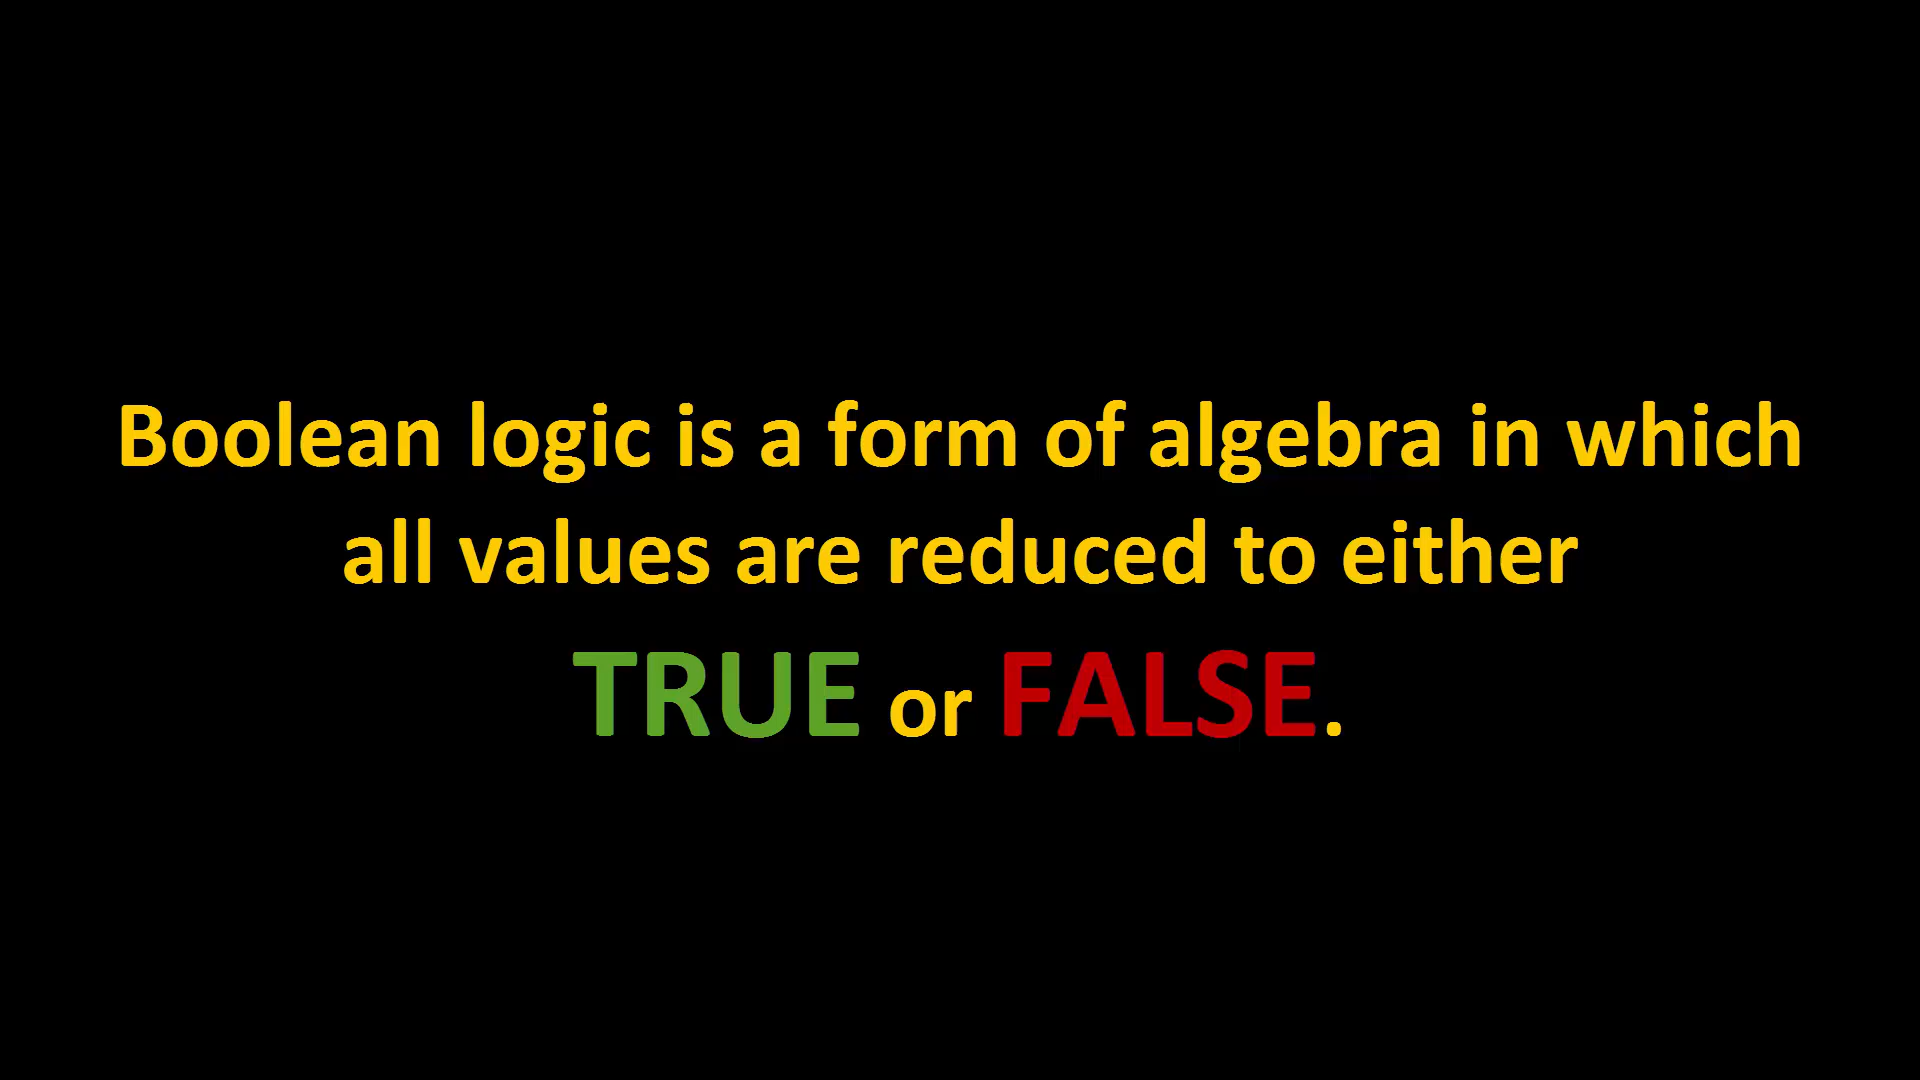 Boolean logic is a form of algebra in which
all values are reduced to either
TRUE or FALSE.